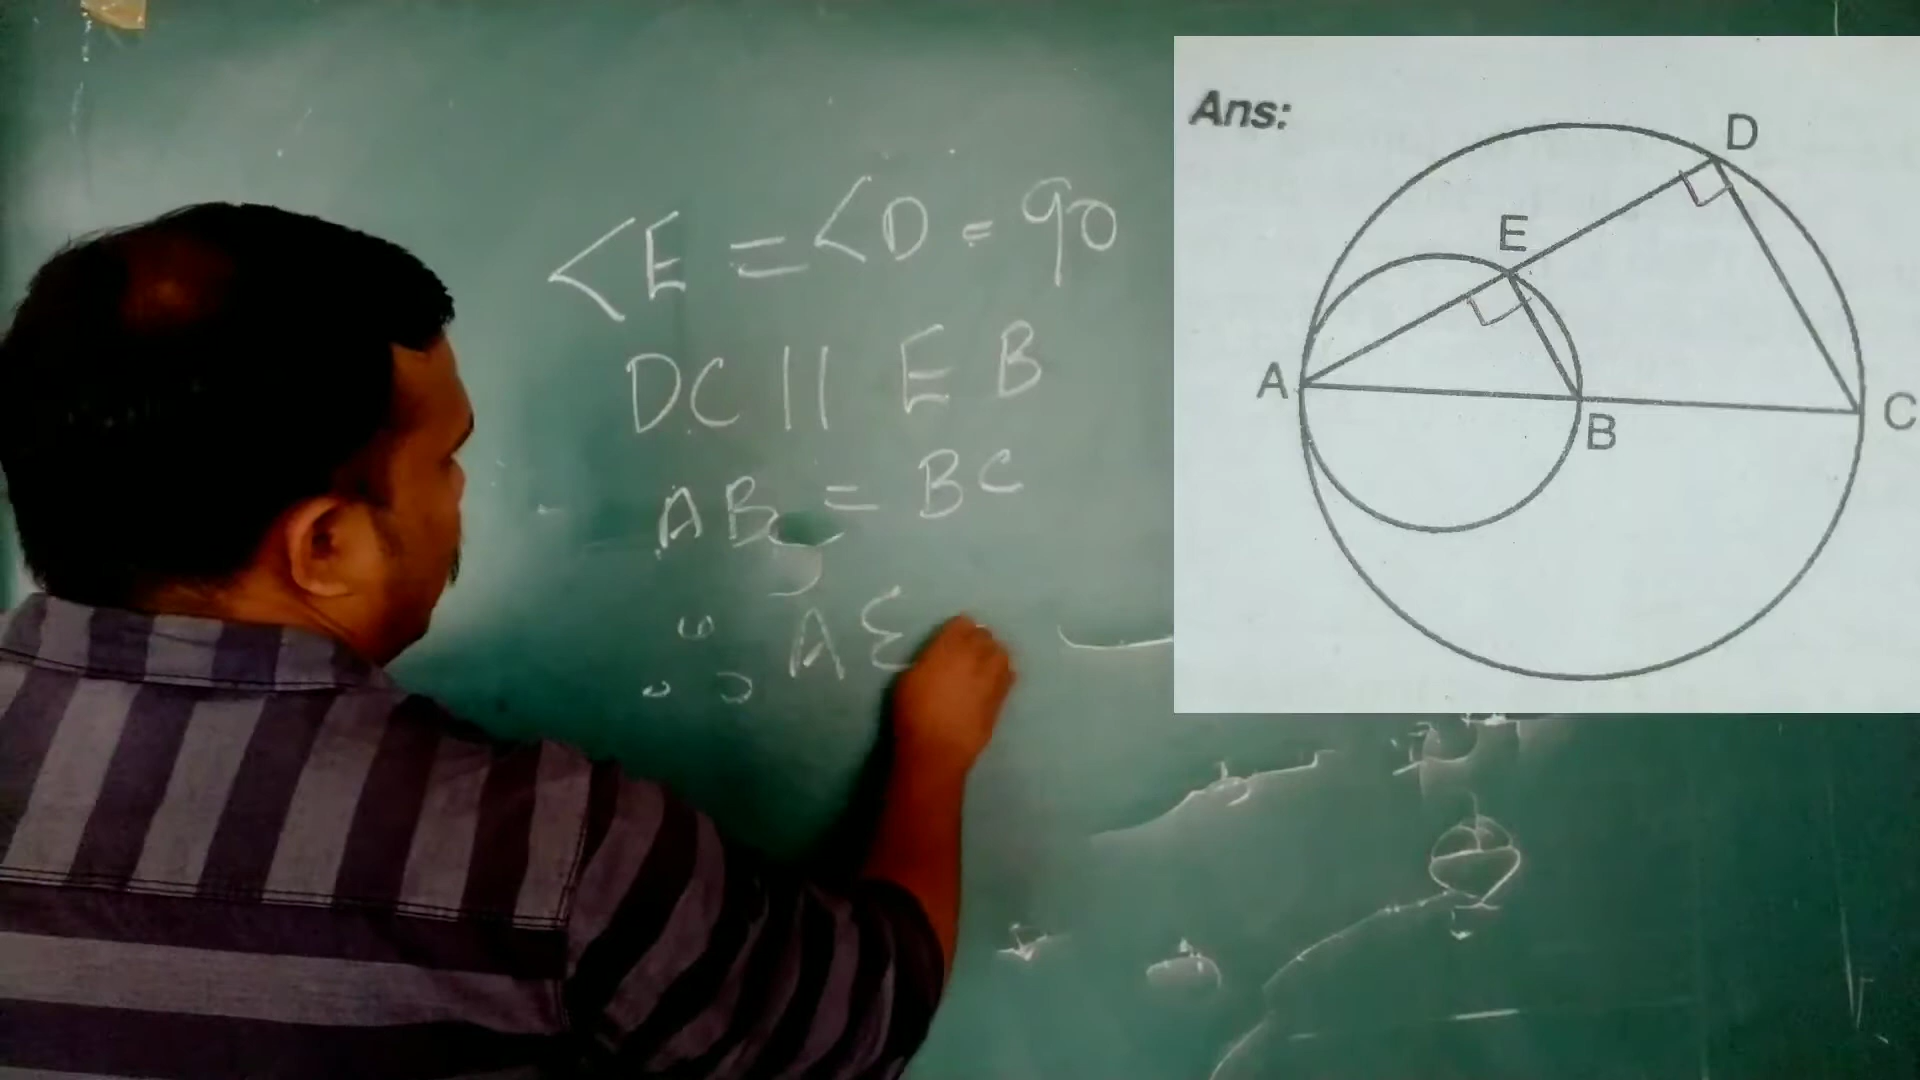 <E = <D = 90
DC || EB
AB = BC
AE
Ans:
D
E
A
B
C